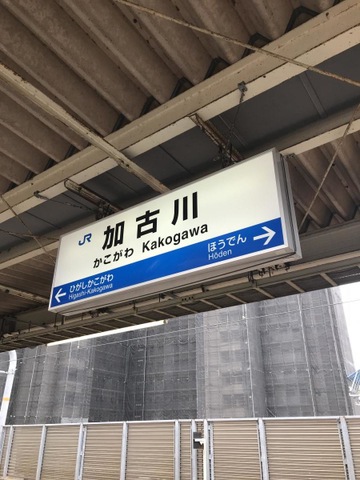 JR 加古川
かこがわ Kakogawa
← ひがしかこがわ
Higashi-Kakogawa
ほうでん →
Hōden